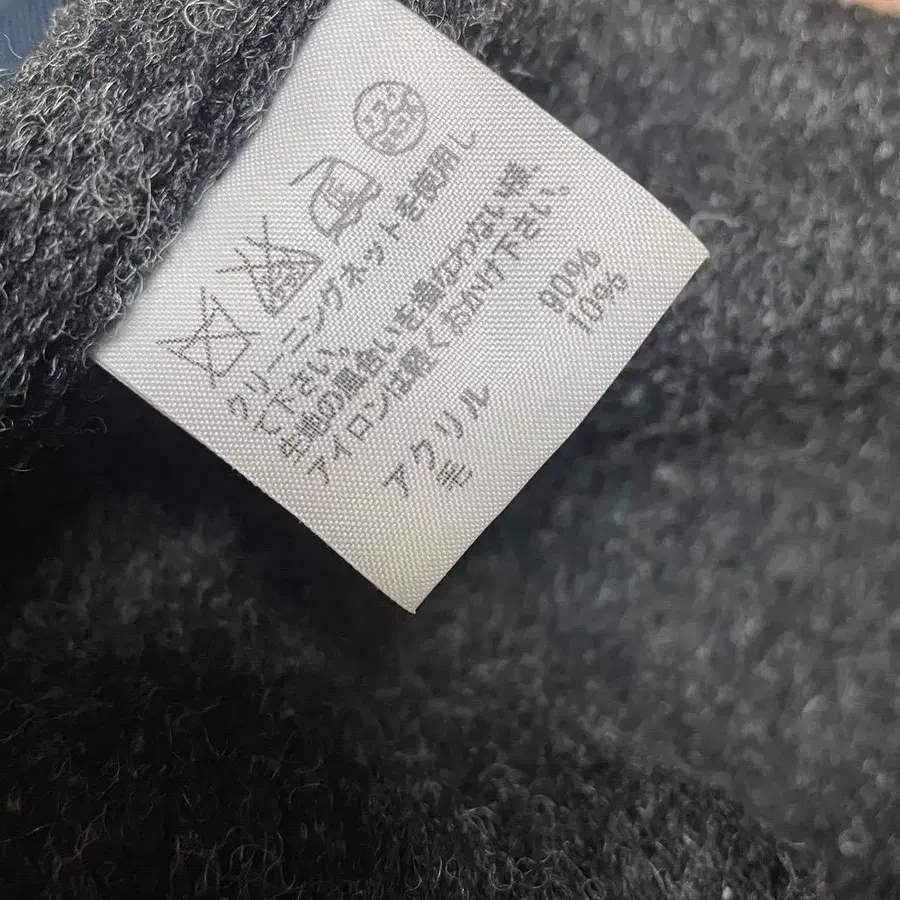 クリーニングネットを使用し
て下さい。
生地の風合いを損なわない様、
アイロンは軽くおかけ下さい。
アクリル 90%
毛 10%